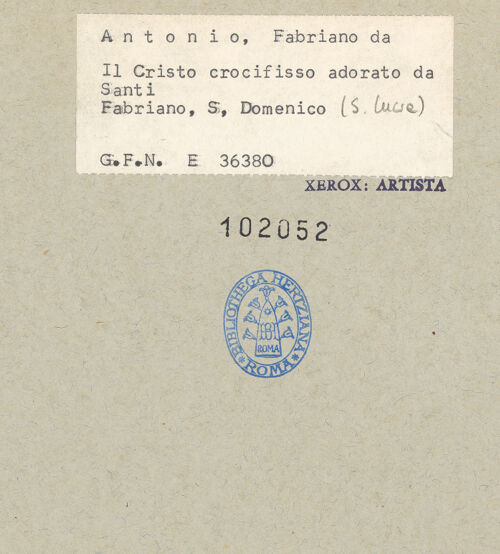 A n t o n i o, Fabriano da
Il Cristo crocifisso adorato da
Santi
Fabriano, S, Domenico (S. Lucia)
G.F.N. E 36380
XEROX: ARTISTA
102052
BIBLIOTHECA HERTZIANA
ROMA
* ROMA *